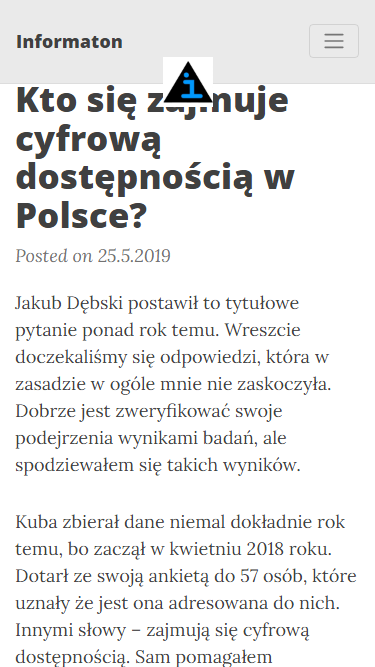 Informaton
i
Kto się zajmuje
cyfrową
dostępnością w
Polsce?
Posted on 25.5.2019
Jakub Dębski postawił to tytułowe
pytanie ponad rok temu. Wreszcie
doczekaliśmy się odpowiedzi, która w
zasadzie w ogóle mnie nie zaskoczyła.
Dobrze jest zweryfikować swoje
podejrzenia wynikami badań, ale
spodziewałem się takich wyników.
Kuba zbierał dane niemal dokładnie rok
temu, bo zaczął w kwietniu 2018 roku.
Dotarł ze swoją ankietą do 57 osób, które
uznały że jest ona adresowana do nich.
Innymi słowy – zajmują się cyfrową
dostępnością. Sam pomagałem